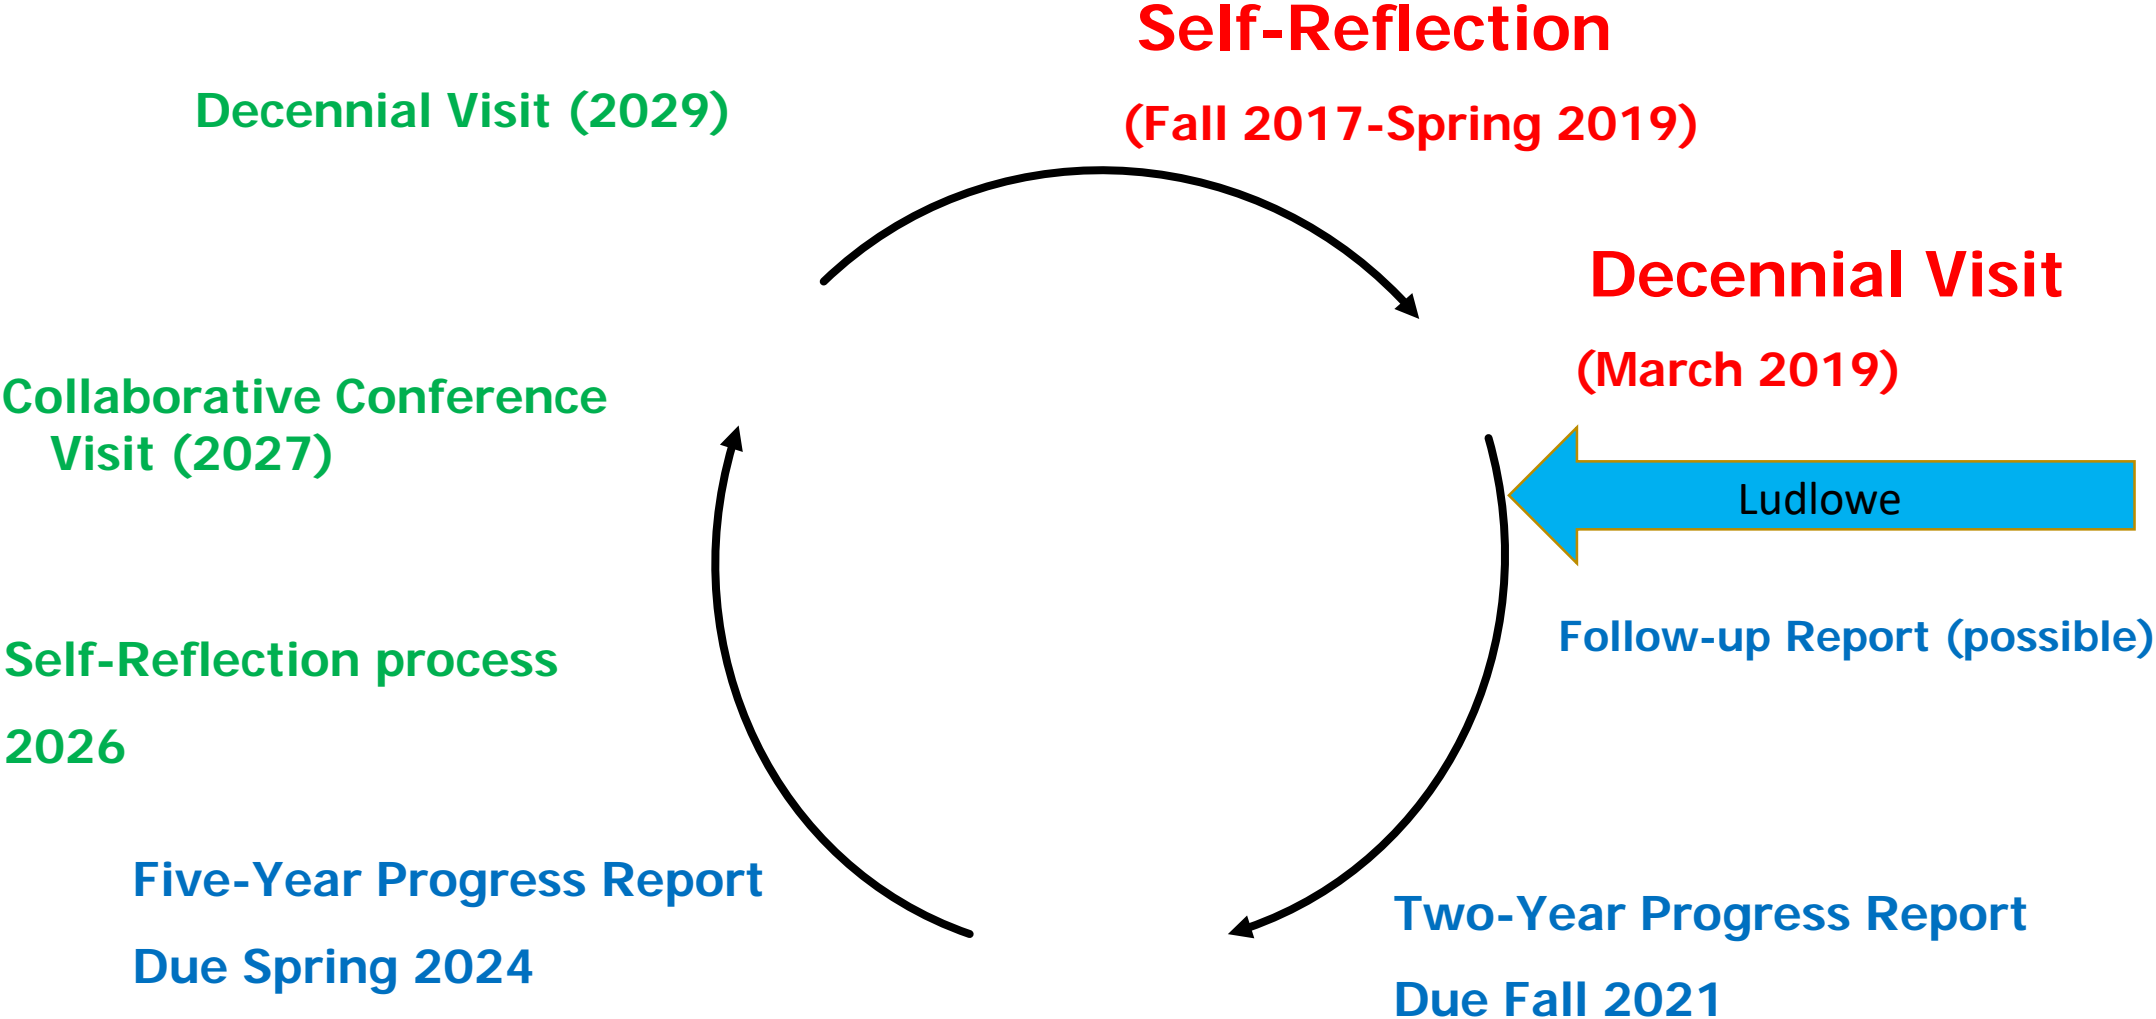 Self-Reflection
(Fall 2017-Spring 2019)
Decennial Visit (2029)
Decennial Visit
(March 2019)
Collaborative Conference
Visit (2027)
Ludlowe
Follow-up Report (possible)
Self-Reflection process
2026
Five-Year Progress Report
Due Spring 2024
Two-Year Progress Report
Due Fall 2021